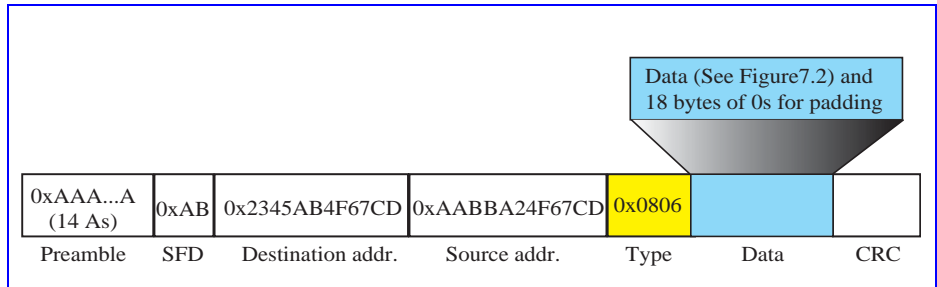 Data (See Figure7.2) and
18 bytes of 0s for padding
0xAAA...A
(14 As)
0xAB
0x2345AB4F67CD
0xAABBA24F67CD
0x0806
Preamble
SFD
Destination addr.
Source addr.
Type
Data
CRC